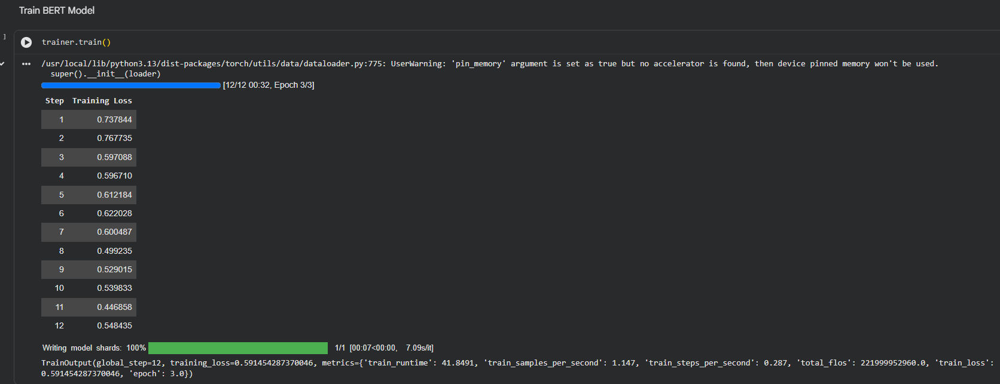 Train BERT Model
]
trainer.train()
/usr/local/lib/python3.13/dist-packages/torch/utils/data/dataloader.py:775: UserWarning: 'pin_memory' argument is set as true but no accelerator is found, then device pinned memory won't be used.
super().__init__(loader)
[12/12 00:32, Epoch 3/3]
Step Training Loss
1 0.737844
2 0.767735
3 0.597088
4 0.596710
5 0.612184
6 0.622028
7 0.600487
8 0.499235
9 0.529015
10 0.539833
11 0.446858
12 0.548435
Writing model shards: 100% 1/1 [00:07<00:00, 7.09s/it]
TrainOutput(global_step=12, training_loss=0.591454287370046, metrics={'train_runtime': 41.8491, 'train_samples_per_second': 1.147, 'train_steps_per_second': 0.287, 'total_flos': 221999952960.0, 'train_loss':
0.591454287370046, 'epoch': 3.0})